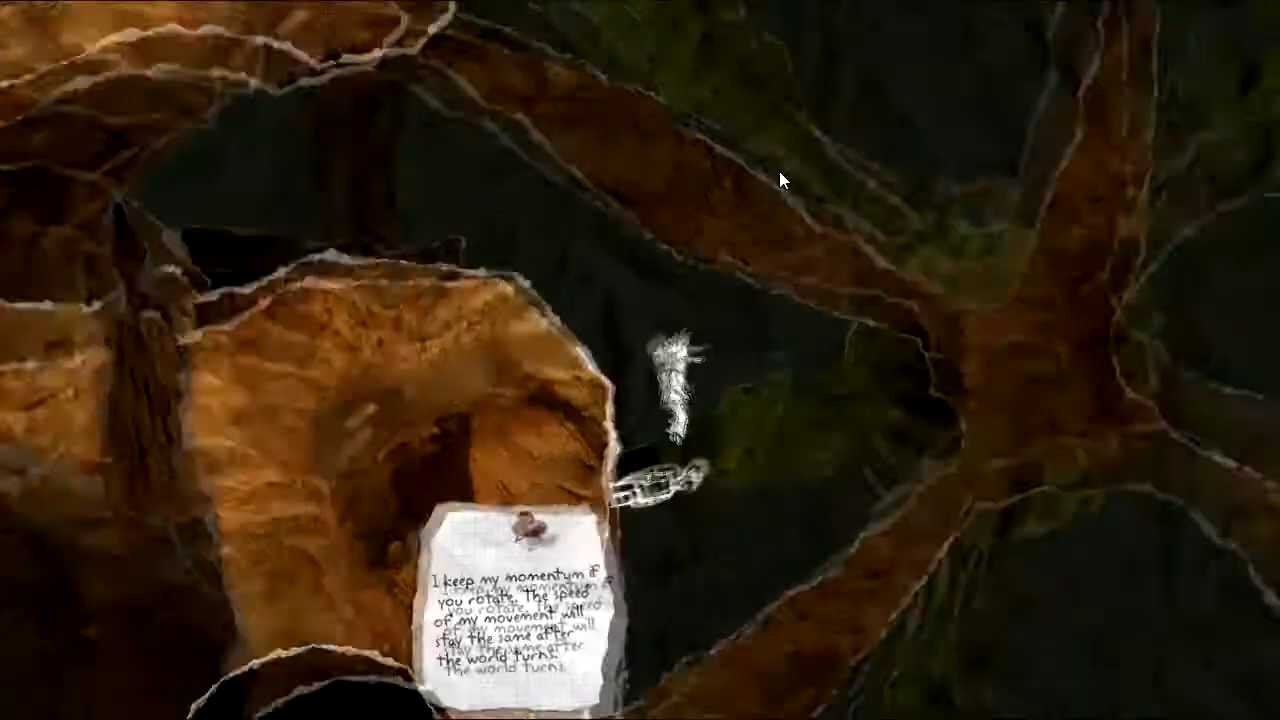 I keep my momentum if
you rotate. The speed
of my movement will
stay the same after
the world turns.